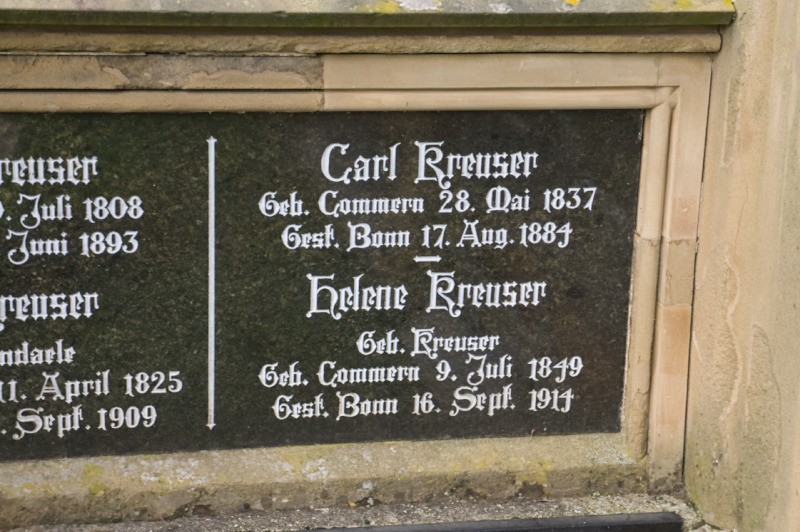 reuser
Juli 1808
Juni 1893
reuser
ndaele
11. April 1825
Sept. 1909
Carl Kreuser
Geb. Commern 28. Mai 1837
Gest. Bonn 17. Aug. 1884
Helene Kreuser
Geb. Kreuser
Geb. Commern 9. Juli 1849
Gest. Bonn 16. Sept. 1914